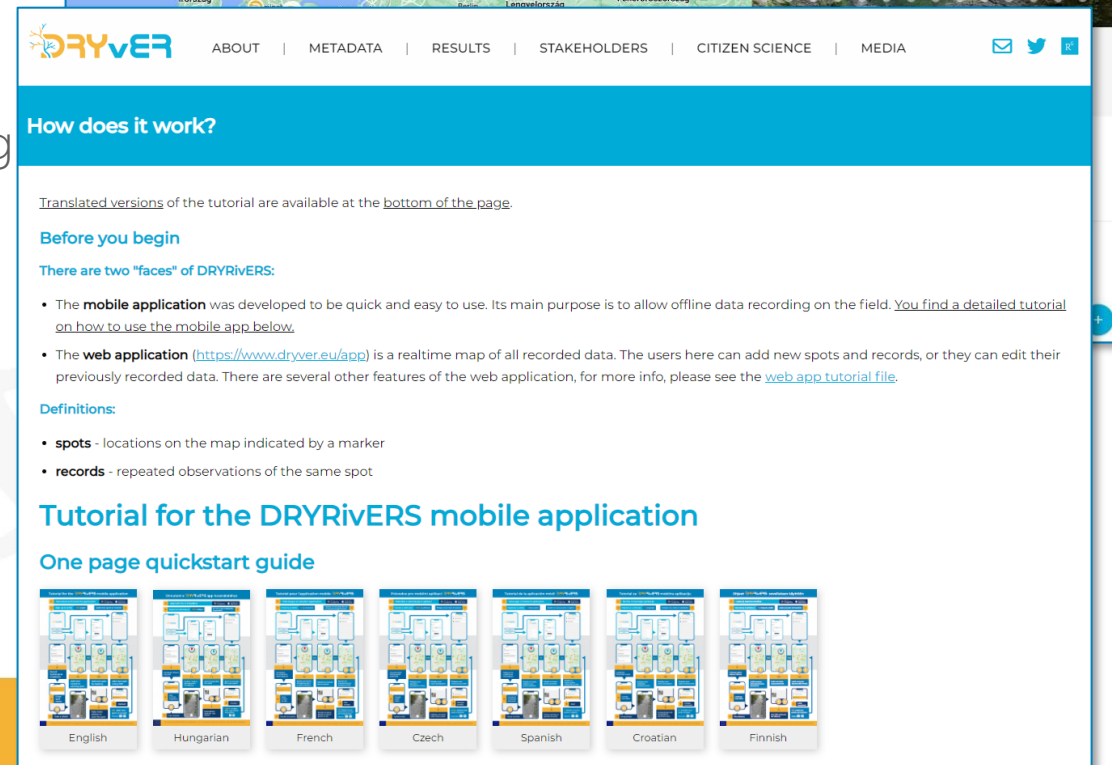 Lengyelország
DRYvER
ABOUT | METADATA | RESULTS | STAKEHOLDERS | CITIZEN SCIENCE | MEDIA
How does it work?
Translated versions of the tutorial are available at the bottom of the page.
Before you begin
There are two "faces" of DRYRivERS:
• The mobile application was developed to be quick and easy to use. Its main purpose is to allow offline data recording on the field. You find a detailed tutorial
on how to use the mobile app below.
• The web application (https://www.dryver.eu/app) is a realtime map of all recorded data. The users here can add new spots and records, or they can edit their
previously recorded data. There are several other features of the web application, for more info, please see the web app tutorial file.
Definitions:
• spots - locations on the map indicated by a marker
• records - repeated observations of the same spot
Tutorial for the DRYRivERS mobile application
One page quickstart guide
English
Hungarian
French
Czech
Spanish
Croatian
Finnish